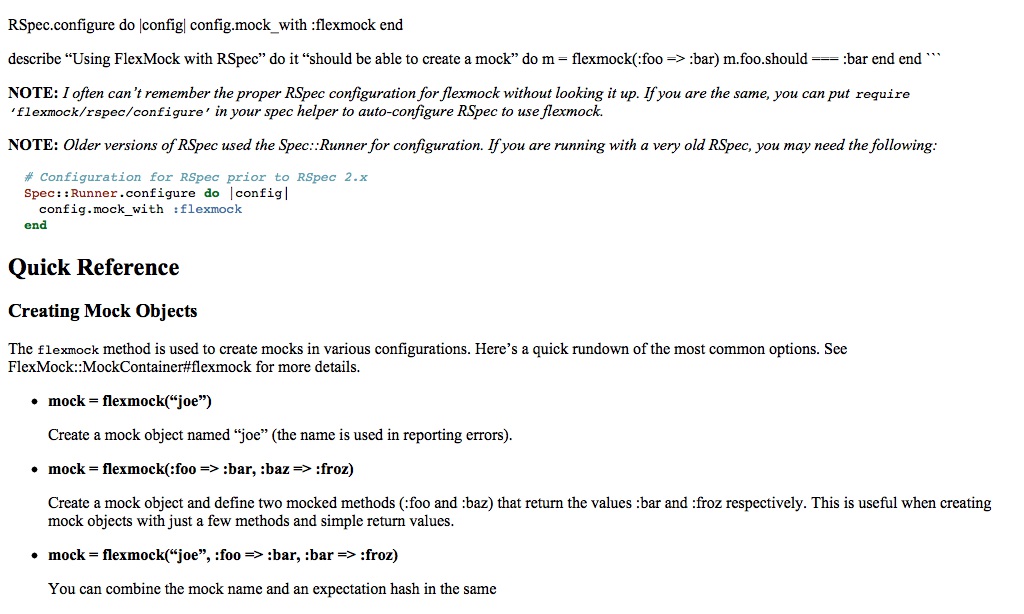 RSpec.configure do |config| config.mock_with :flexmock end
describe “Using FlexMock with RSpec” do it “should be able to create a mock” do m = flexmock(:foo => :bar) m.foo.should === :bar end end ```
NOTE: I often can’t remember the proper RSpec configuration for flexmock without looking it up. If you are the same, you can put require
'flexmock/rspec/configure' in your spec helper to auto-configure RSpec to use flexmock.
NOTE: Older versions of RSpec used the Spec::Runner for configuration. If you are running with a very old RSpec, you may need the following:
# Configuration for RSpec prior to RSpec 2.x
Spec::Runner.configure do |config|
  config.mock_with :flexmock
end
Quick Reference
Creating Mock Objects
The flexmock method is used to create mocks in various configurations. Here’s a quick rundown of the most common options. See
FlexMock::MockContainer#flexmock for more details.
• mock = flexmock(“joe”)
Create a mock object named “joe” (the name is used in reporting errors).
• mock = flexmock(:foo => :bar, :baz => :froz)
Create a mock object and define two mocked methods (:foo and :baz) that return the values :bar and :froz respectively. This is useful when creating
mock objects with just a few methods and simple return values.
• mock = flexmock(“joe”, :foo => :bar, :bar => :froz)
You can combine the mock name and an expectation hash in the same